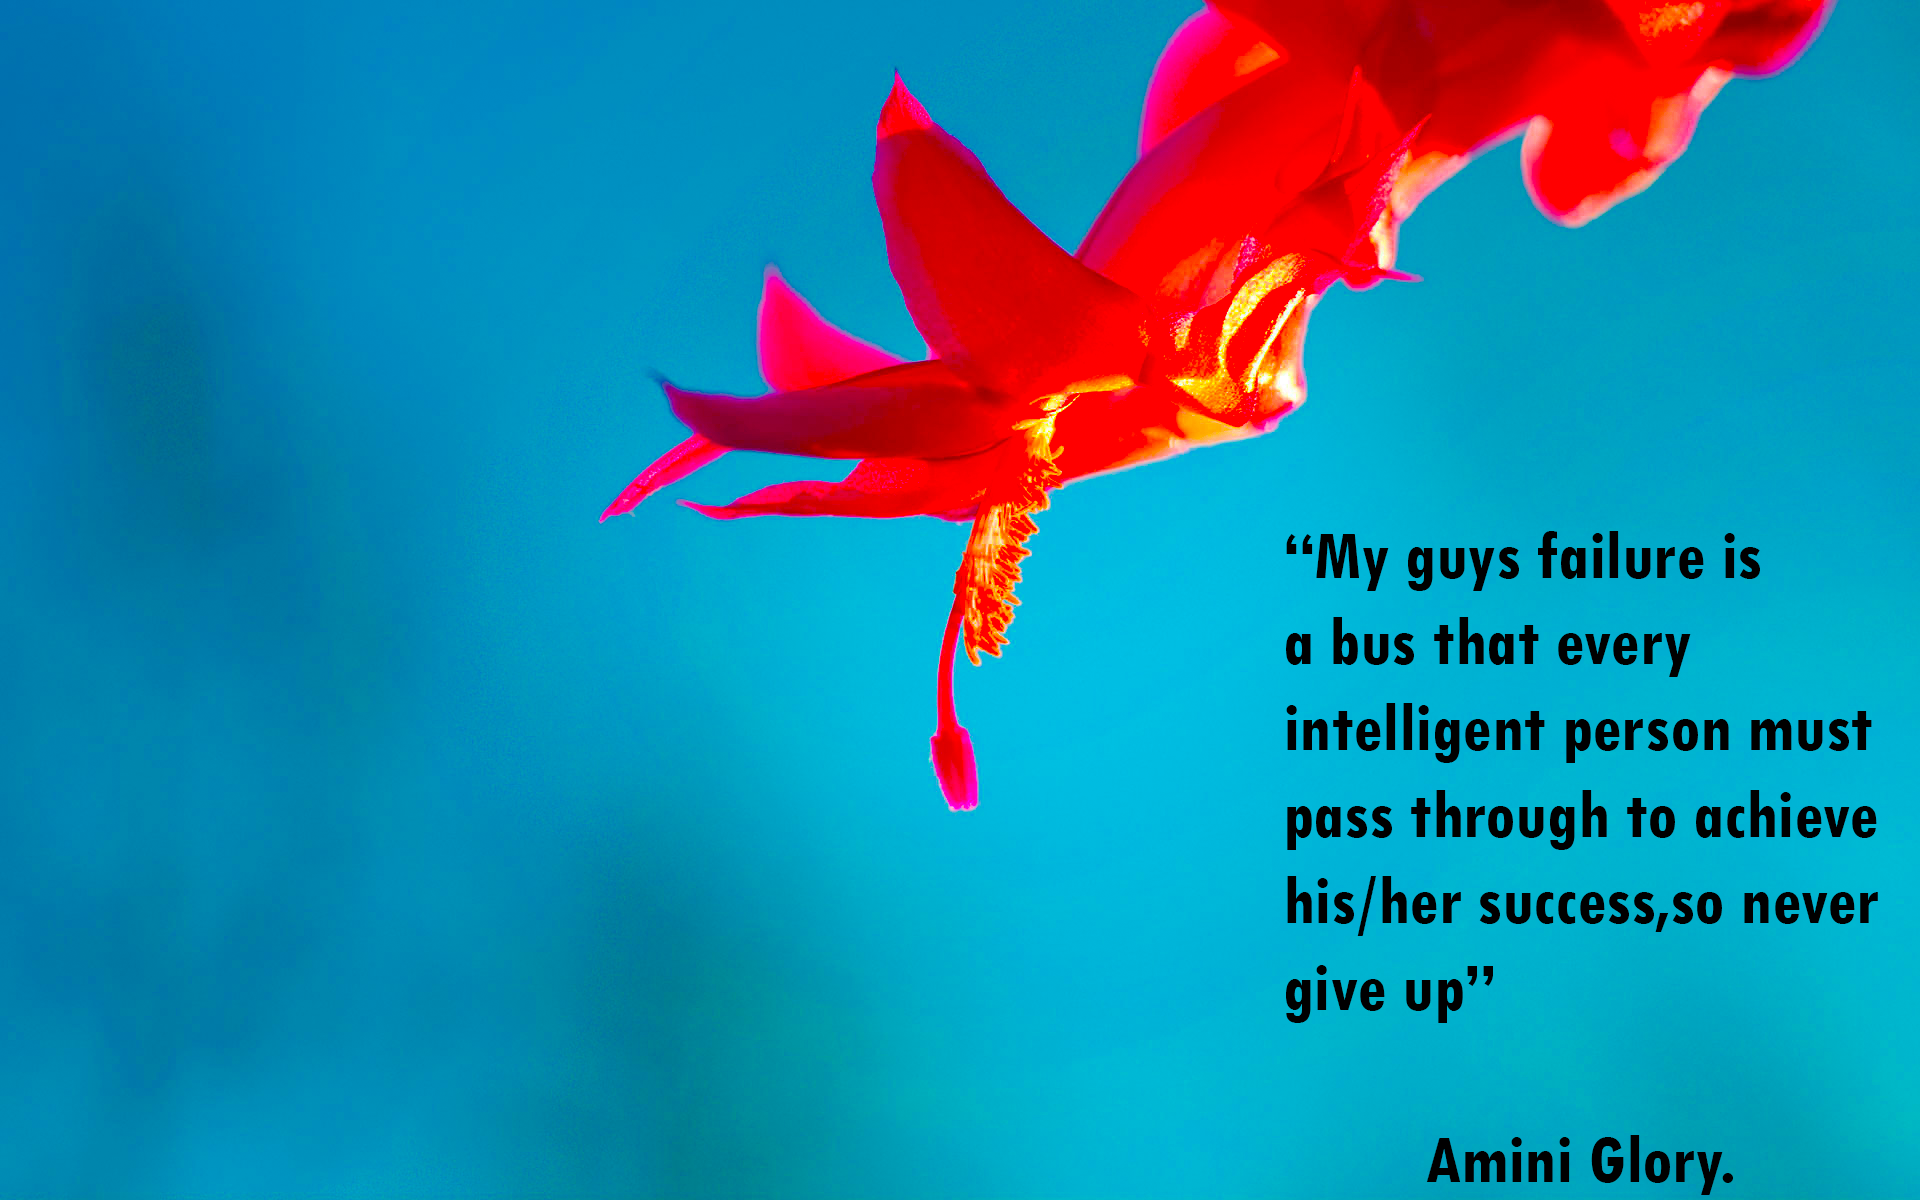 “My guys failure is
a bus that every
intelligent person must
pass through to achieve
his/her success,so never
give up”
Amini Glory.